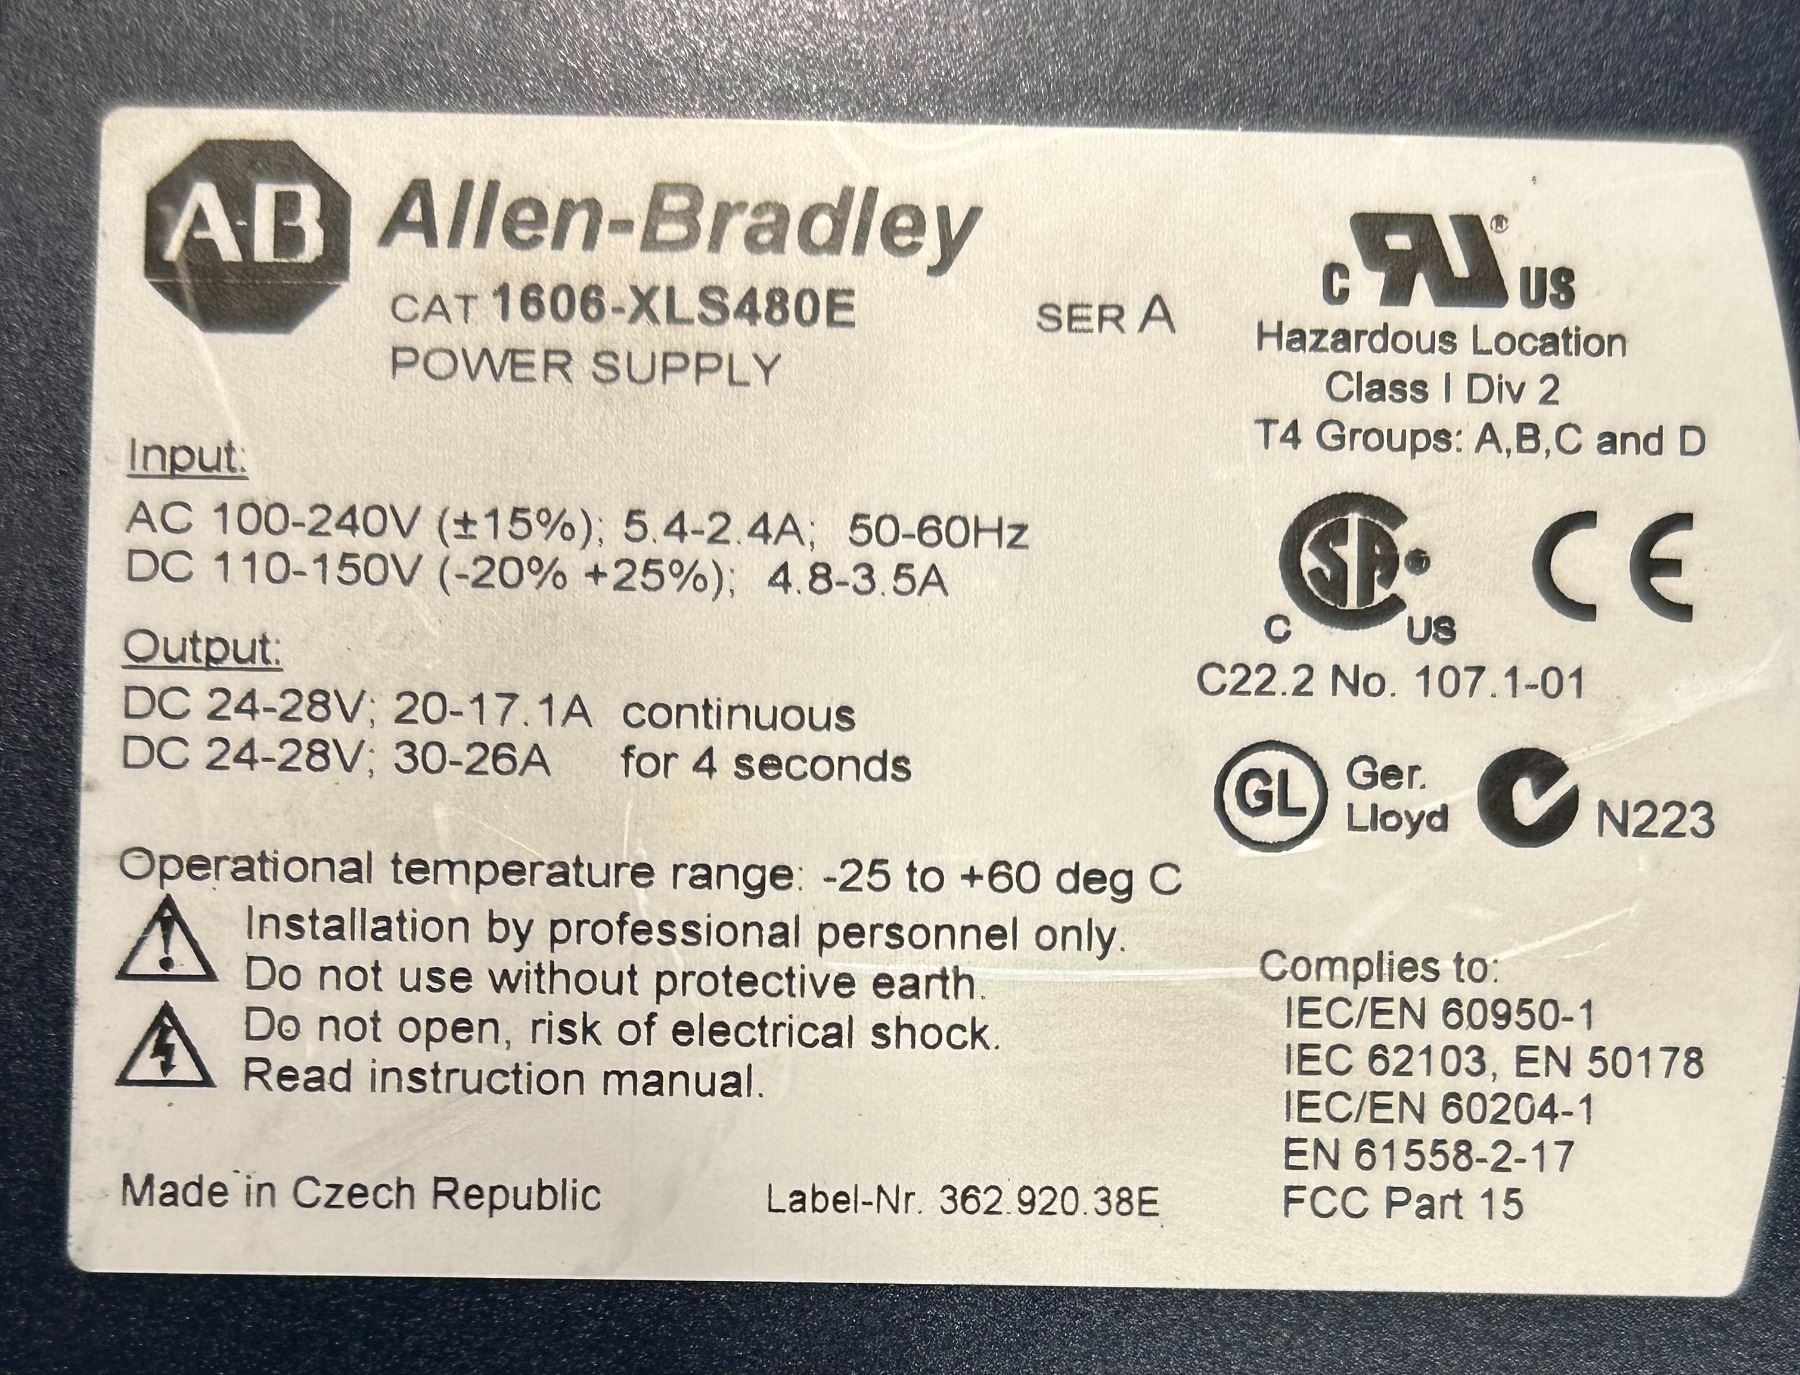 AB Allen-Bradley
CAT 1606-XLS480E SER A
POWER SUPPLY
Input:
AC 100-240V (±15%); 5.4-2.4A; 50-60Hz
DC 110-150V (-20% +25%); 4.8-3.5A
Output:
DC 24-28V; 20-17.1A continuous
DC 24-28V; 30-26A for 4 seconds
Operational temperature range: -25 to +60 deg C
Installation by professional personnel only.
Do not use without protective earth.
Do not open, risk of electrical shock.
Read instruction manual.
Made in Czech Republic
Label-Nr. 362.920.38E
C RU® US
Hazardous Location
Class I Div 2
T4 Groups: A,B,C and D
C SA US
CE
C22.2 No. 107.1-01
GL Ger.
Lloyd
N223
Complies to:
IEC/EN 60950-1
IEC 62103, EN 50178
IEC/EN 60204-1
EN 61558-2-17
FCC Part 15